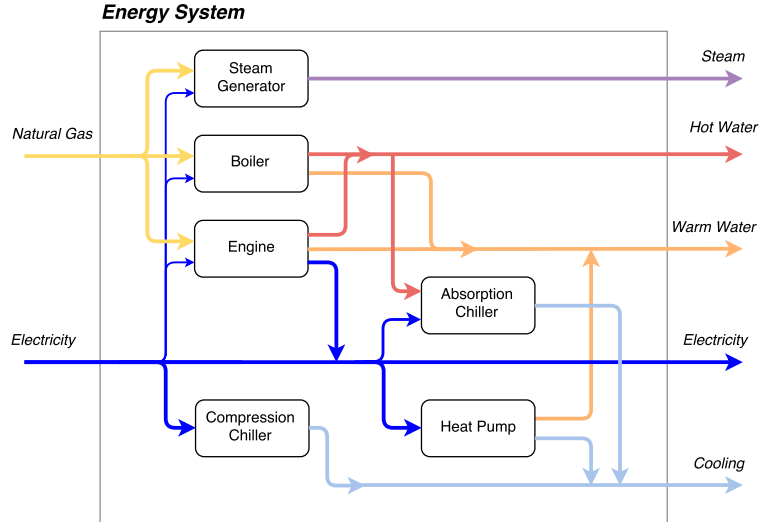 Energy System
Steam
Steam
Generator
Hot Water
Natural Gas
Boiler
Warm Water
Engine
Absorption
Chiller
Electricity
Electricity
Compression
Chiller
Heat Pump
Cooling